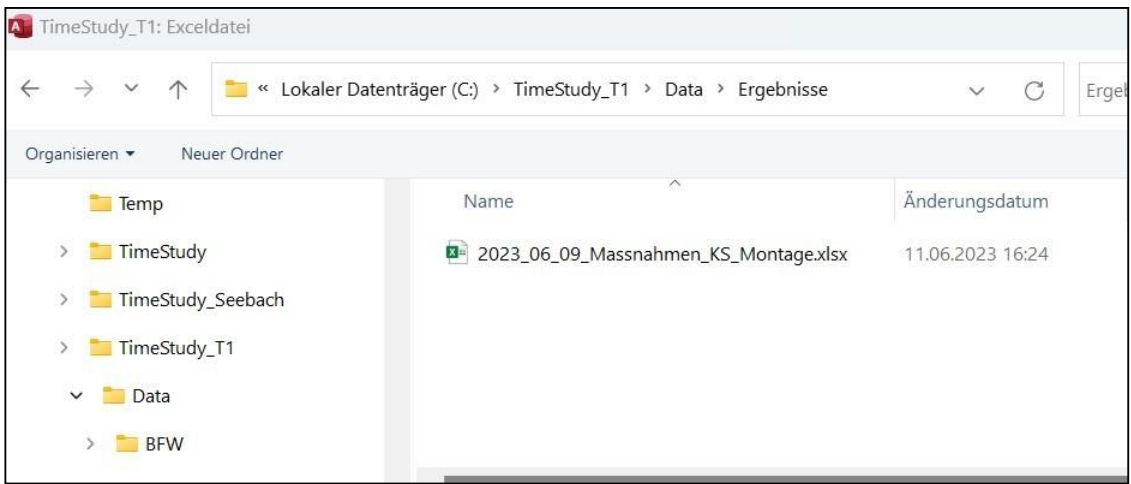 TimeStudy_T1: Exceldatei
« Lokaler Datenträger (C:) > TimeStudy_T1 > Data > Ergebnisse
Organisieren Neuer Ordner
Temp
TimeStudy
TimeStudy_Seebach
TimeStudy_T1
Data
BFW
Name Änderungsdatum
2023_06_09_Massnahmen_KS_Montage.xlsx 11.06.2023 16:24